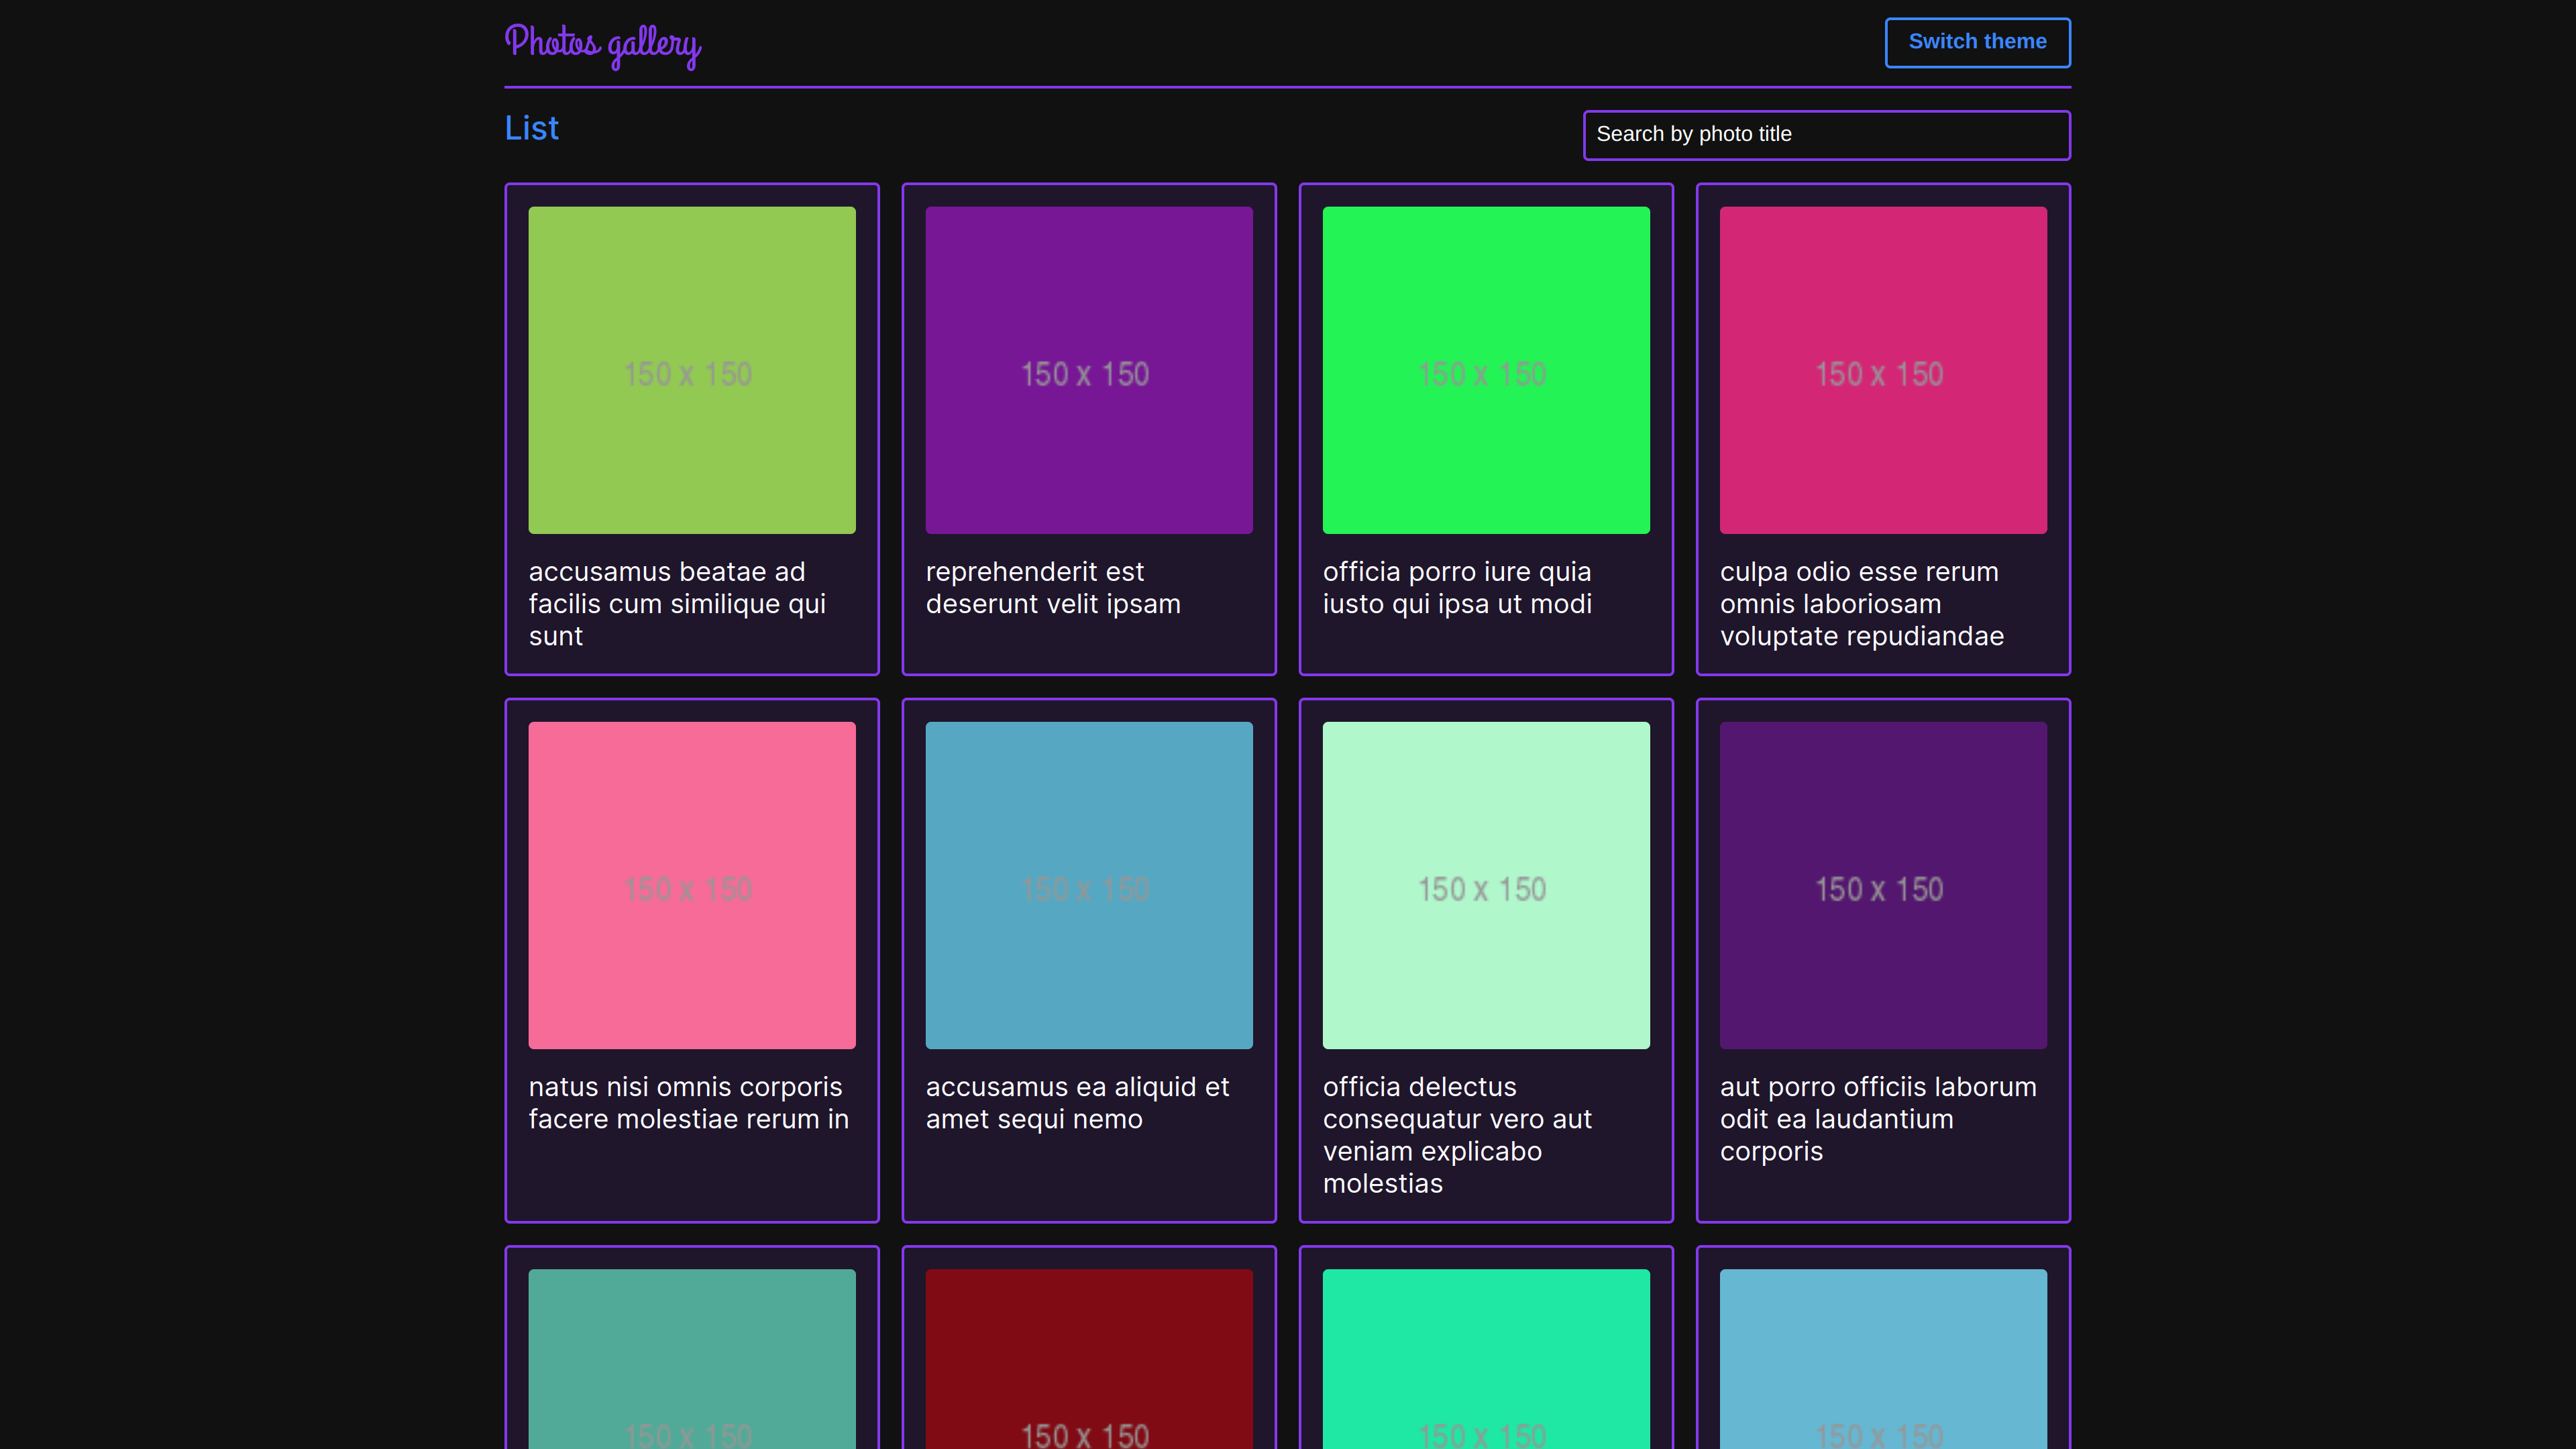 Photos gallery
Switch theme
List
Search by photo title
150 x 150
150 x 150
150 x 150
150 x 150
accusamus beatae ad
facilis cum similique qui
sunt
reprehenderit est
deserunt velit ipsam
officia porro iure quia
iusto qui ipsa ut modi
culpa odio esse rerum
omnis laboriosam
voluptate repudiandae
150 x 150
150 x 150
150 x 150
150 x 150
natus nisi omnis corporis
facere molestiae rerum in
accusamus ea aliquid et
amet sequi nemo
officia delectus
consequatur vero aut
veniam explicabo
molestias
aut porro officiis laborum
odit ea laudantium
corporis
150 x 150
150 x 150
150 x 150
150 x 150